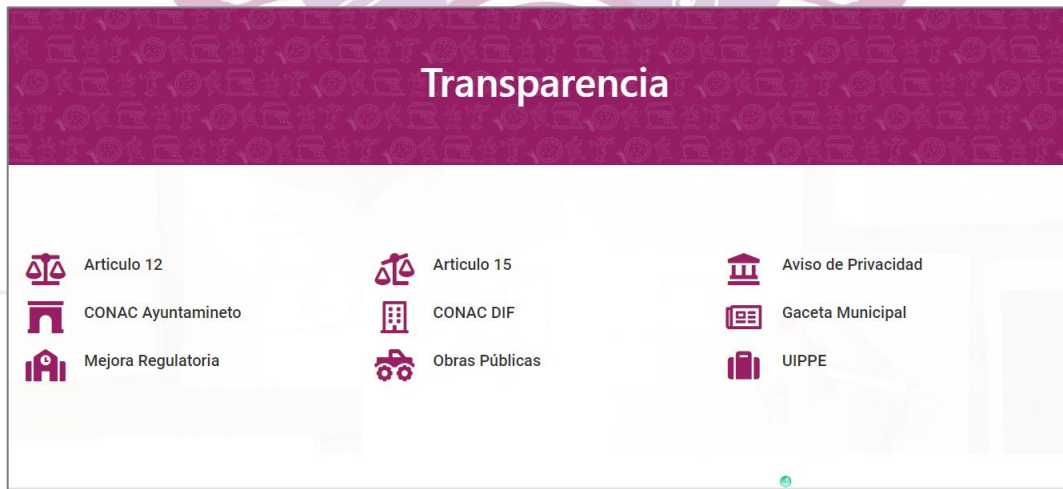 Transparencia
Articulo 12
Articulo 15
Aviso de Privacidad
CONAC Ayuntamineto
CONAC DIF
Gaceta Municipal
Mejora Regulatoria
Obras Públicas
UIPPE